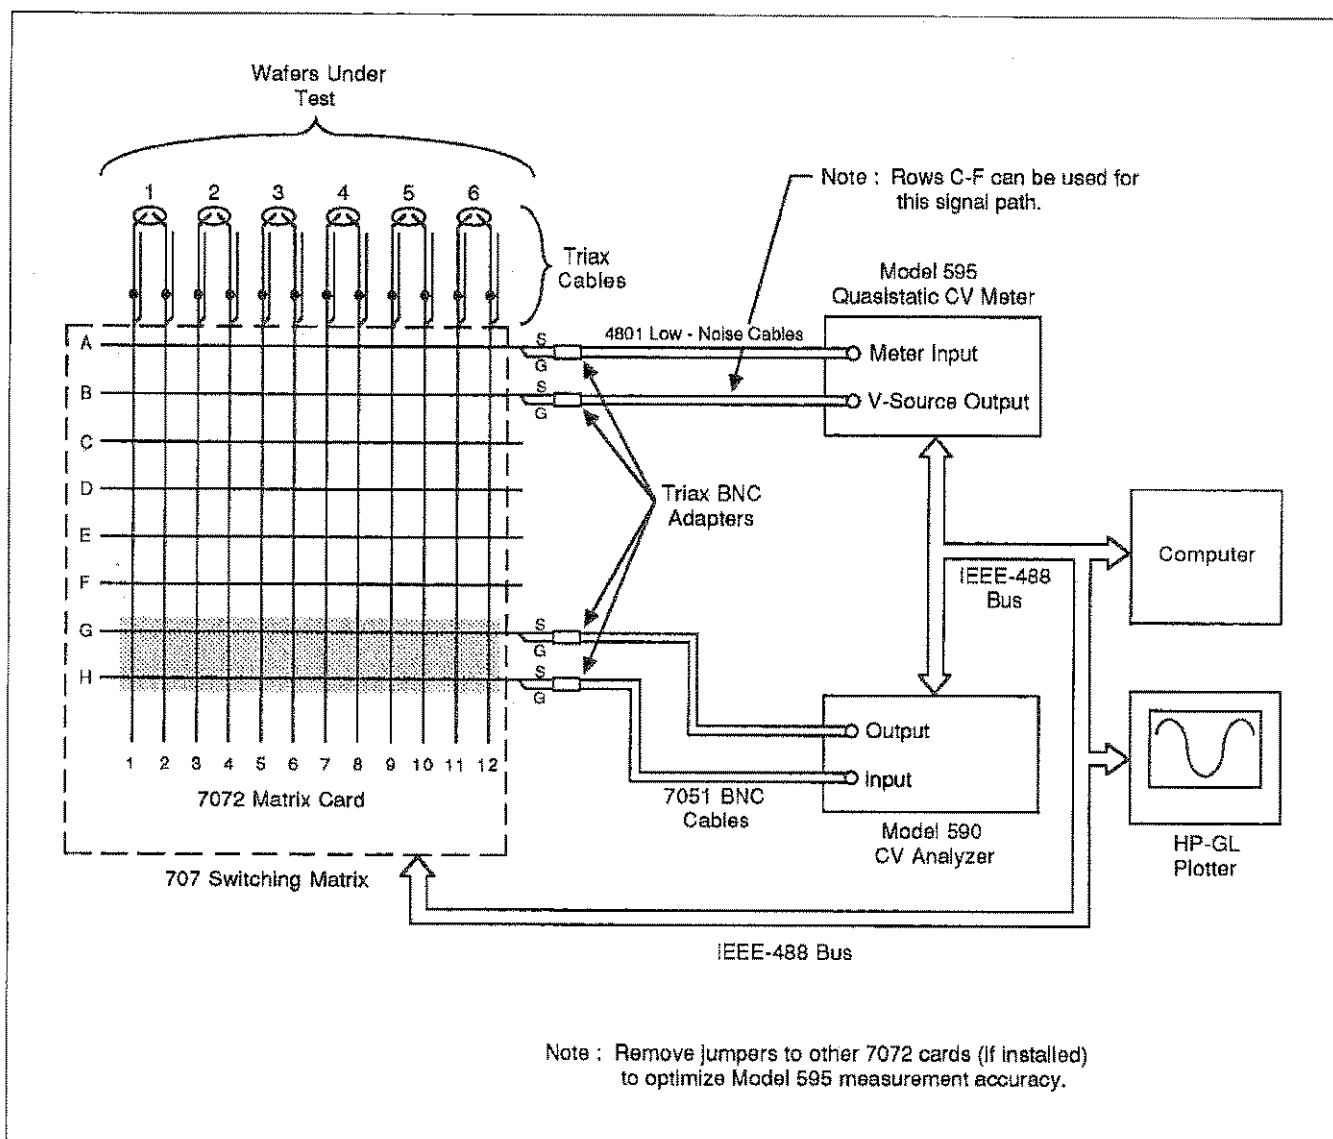 Wafers Under
Test
1 2 3 4 5 6
Triax
Cables
Note : Rows C-F can be used for
this signal path.
Model 595
Quasistatic CV Meter
4801 Low - Noise Cables
A
S
G
Meter Input
B
S
G
V-Source Output
C
D
Triax BNC
Adapters
E
F
Computer
IEEE-488
Bus
G
S
G
H
S
G
Output
Input
1 2 3 4 5 6 7 8 9 10 11 12
7072 Matrix Card
7051 BNC
Cables
Model 590
CV Analyzer
HP-GL
Plotter
707 Switching Matrix
IEEE-488 Bus
Note : Remove jumpers to other 7072 cards (if installed)
to optimize Model 595 measurement accuracy.